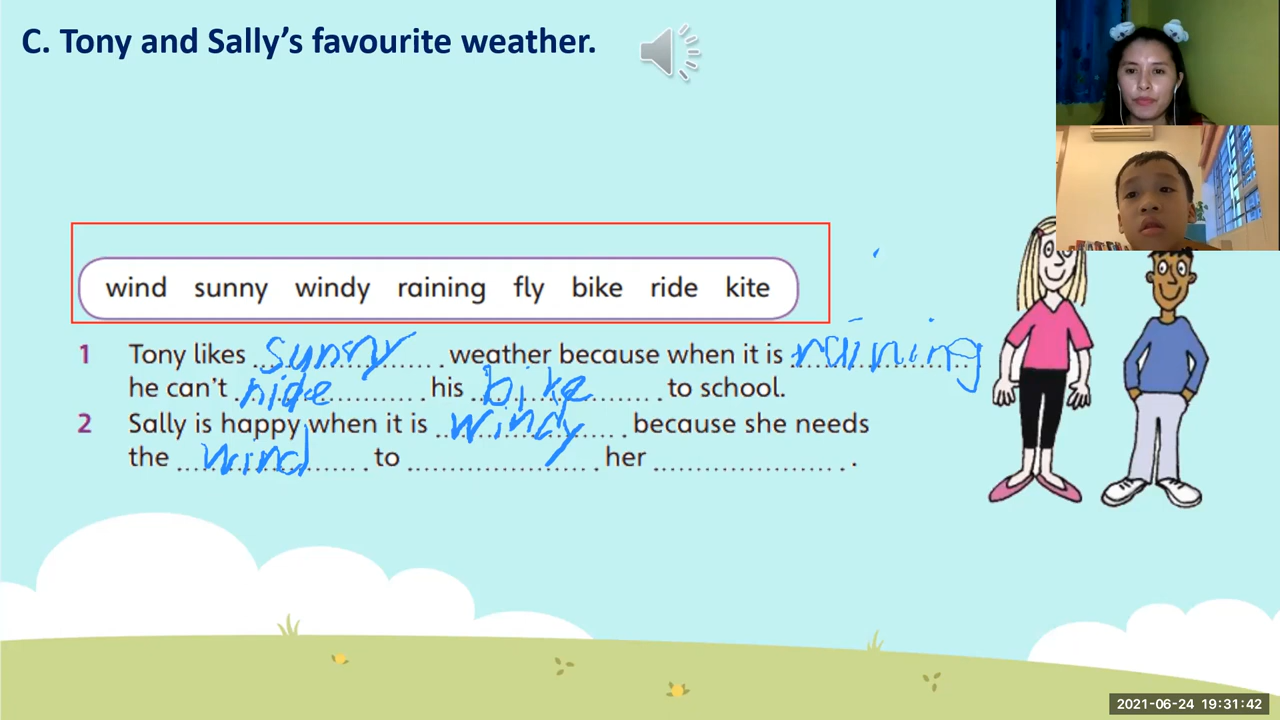 C. Tony and Sally's favourite weather.
wind sunny windy raining fly bike ride kite
1 Tony likes sunny weather because when it is raining
he can't ride his bike to school.
2 Sally is happy when it is windy because she needs
the wind to .................... her .................... .
2021-06-24 19:31:42